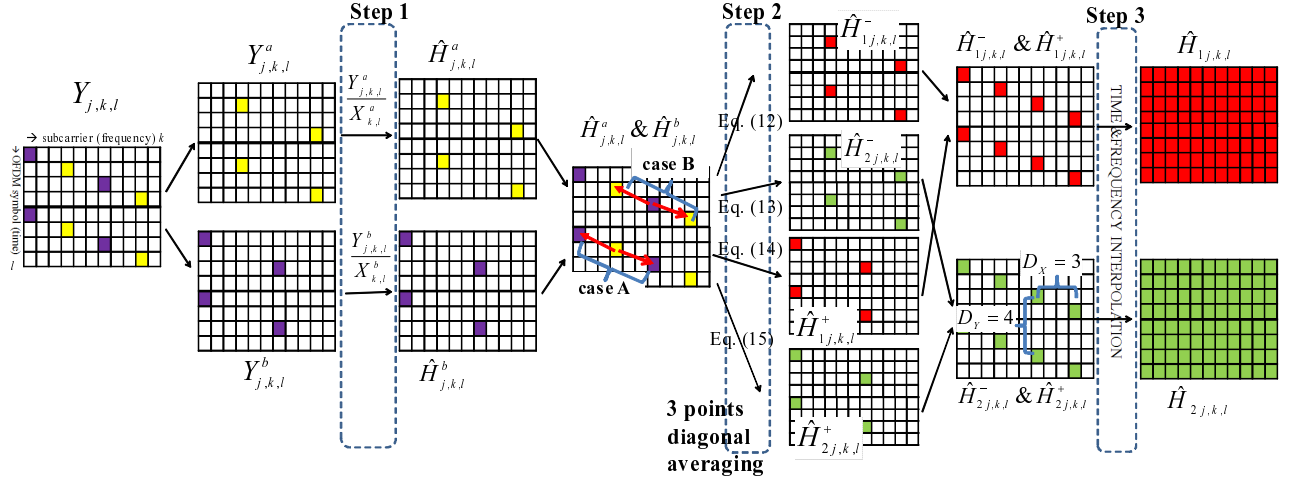 Step 1
Step 2
Step 3
Y_{j,k,l}
→ subcarrier (frequency) k
→ OFDM symbol (time)
l
Y^a_{j,k,l}
Y^b_{j,k,l}
Y^a_{j,k,l} / X^a_{k,l}
Y^b_{j,k,l} / X^b_{k,l}
Ĥ^a_{j,k,l}
Ĥ^b_{j,k,l}
Ĥ^a_{j,k,l} & Ĥ^b_{j,k,l}
case B
case A
Eq. (12)
Eq. (13)
Eq. (14)
Eq. (15)
3 points
diagonal
averaging
Ĥ^-_{1j,k,l}
Ĥ^-_{2j,k,l}
Ĥ^+_{1j,k,l}
Ĥ^+_{2j,k,l}
Ĥ^-_{1j,k,l} & Ĥ^+_{1j,k,l}
D_X = 3
D_Y = 4
Ĥ^-_{2j,k,l} & Ĥ^+_{2j,k,l}
TIME&FREQUENCY INTERPOLATION
Ĥ_{1j,k,l}
Ĥ_{2j,k,l}